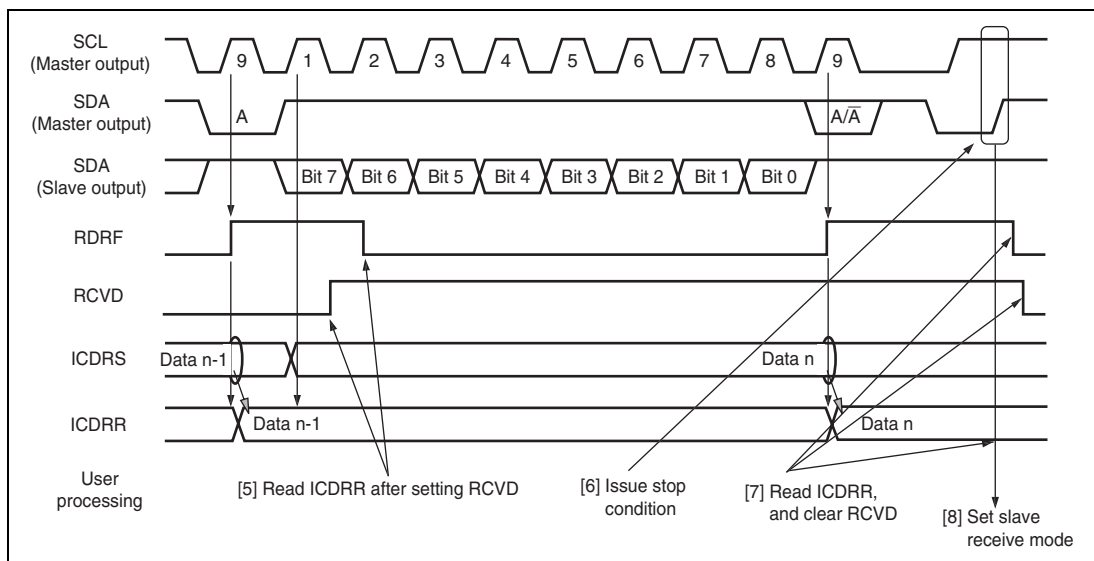 SCL
(Master output)
9 1 2 3 4 5 6 7 8 9
SDA
(Master output)
A A/A̅
SDA
(Slave output)
Bit 7 Bit 6 Bit 5 Bit 4 Bit 3 Bit 2 Bit 1 Bit 0
RDRF
RCVD
ICDRS
Data n-1 Data n
ICDRR
Data n-1 Data n
User
processing
[5] Read ICDRR after setting RCVD
[6] Issue stop
condition
[7] Read ICDRR,
and clear RCVD
[8] Set slave
receive mode